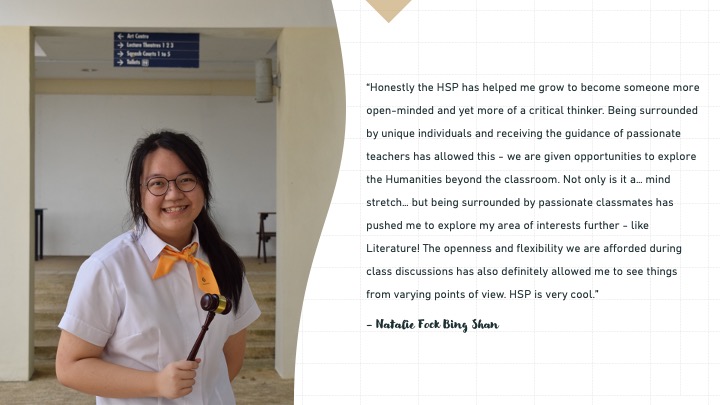 ← Art Centre
← Lecture Theatres 1 2 3
→ Squash Courts 1 to 5
← Toilets
“Honestly the HSP has helped me grow to become someone more
open-minded and yet more of a critical thinker. Being surrounded
by unique individuals and receiving the guidance of passionate
teachers has allowed this - we are given opportunities to explore
the Humanities beyond the classroom. Not only is it a… mind
stretch… but being surrounded by passionate classmates has
pushed me to explore my area of interests further - like
Literature! The openness and flexibility we are afforded during
class discussions has also definitely allowed me to see things
from varying points of view. HSP is very cool.”
- Natalie Fock Bing Shan